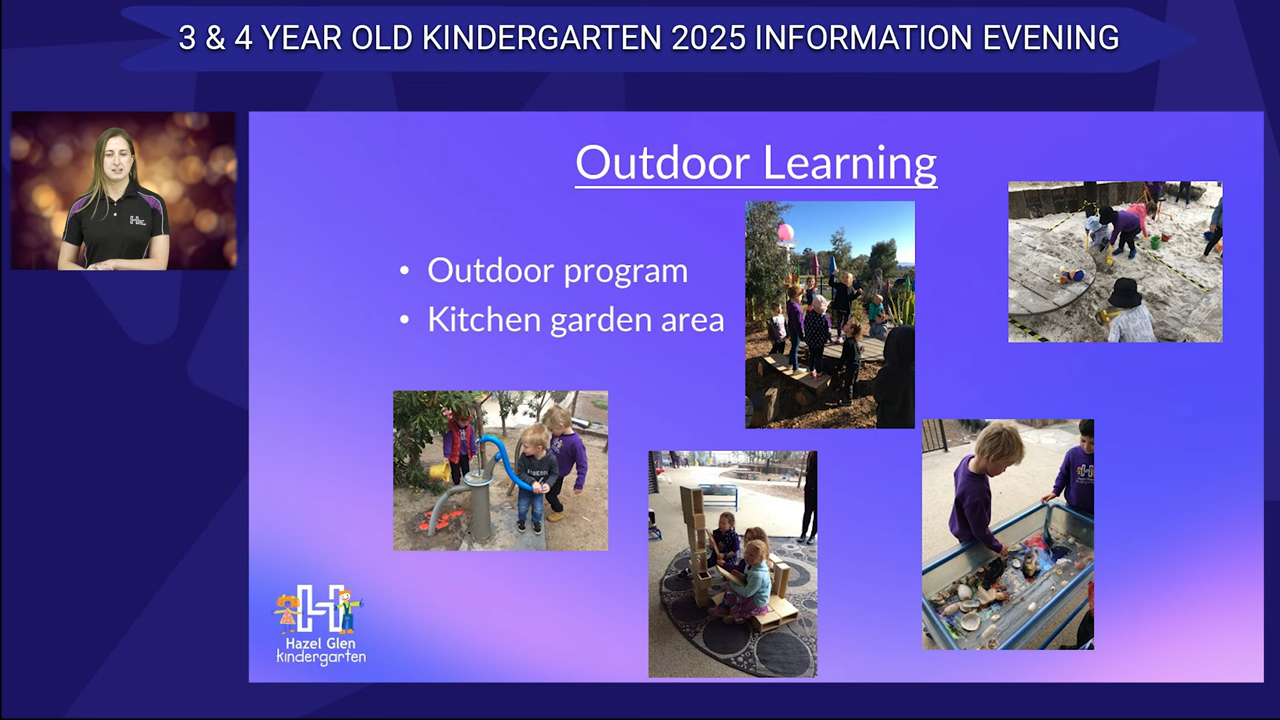 3 & 4 YEAR OLD KINDERGARTEN 2025 INFORMATION EVENING
Outdoor Learning
• Outdoor program
• Kitchen garden area
H
Hazel Glen
kindergarten